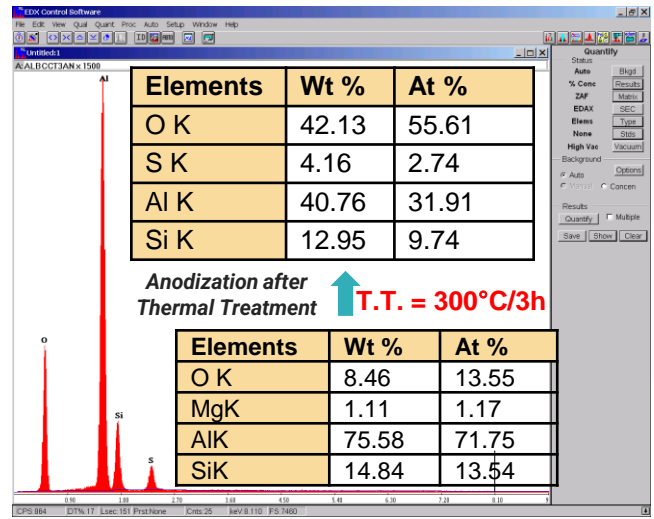 EDX Control Software
File Edit View Qual Quant Proc Auto Setup Window Help
Untitled:1
A:ALBCCT3AN x 1500
Al
O
Si
S
Elements Wt % At %
O K 42.13 55.61
S K 4.16 2.74
Al K 40.76 31.91
Si K 12.95 9.74
Anodization after
Thermal Treatment
T.T. = 300°C/3h
Elements Wt % At %
O K 8.46 13.55
MgK 1.11 1.17
AlK 75.58 71.75
SiK 14.84 13.54
0.90 1.80 2.70 3.60 4.50 5.40 6.30 7.20 8.10 9
CPS:864 DT%:17 Lsec:151 Prst:None Cnts:25 keV:8.110 FS:7460
Quantify
Status
Auto Bkgd
% Conc Results
ZAF Matrix
EDAX SEC
Elems Type
None Stds
High Vac Vacuum
Background
Auto Options
Manual Concen
Results
Quantify Multiple
Save Show Clear